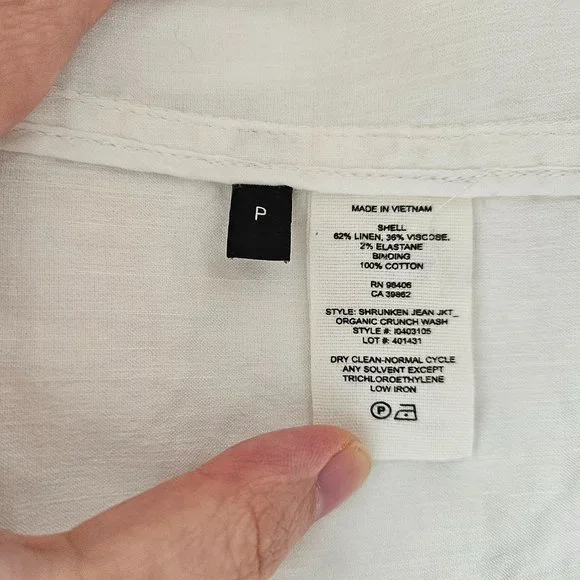 P
MADE IN VIETNAM
SHELL
62% LINEN, 36% VISCOSE,
2% ELASTANE
BINDING
100% COTTON
RN 98406
CA 39862
STYLE: SHRUNKEN JEAN JKT_
ORGANIC CRUNCH WASH
STYLE #: I0403105
LOT #: 401431
DRY CLEAN-NORMAL CYCLE
ANY SOLVENT EXCEPT
TRICHLOROETHYLENE
LOW IRON
P